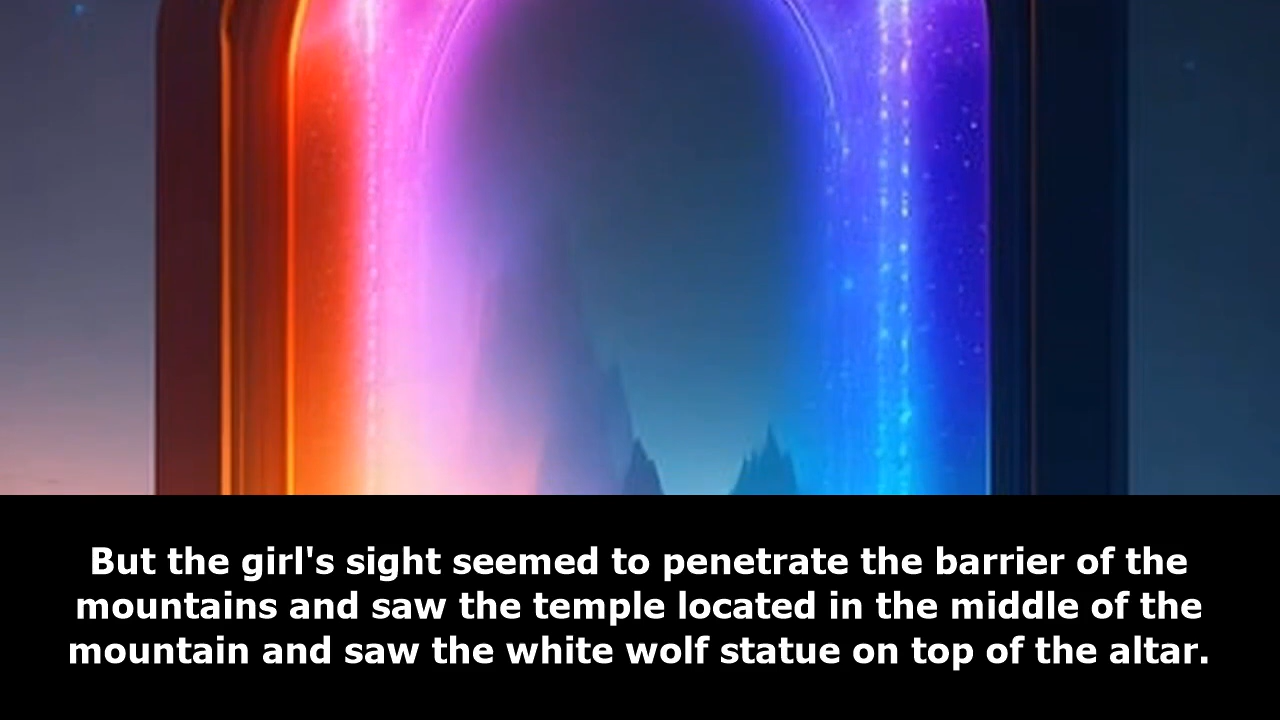 But the girl's sight seemed to penetrate the barrier of the
mountains and saw the temple located in the middle of the
mountain and saw the white wolf statue on top of the altar.